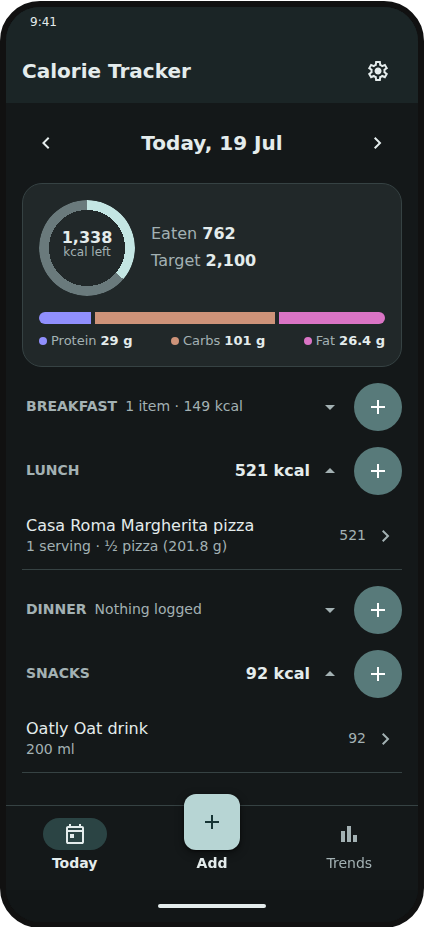 9:41
Calorie Tracker
Today, 19 Jul
1,338
kcal left
Eaten 762
Target 2,100
Protein 29 g
Carbs 101 g
Fat 26.4 g
BREAKFAST 1 item · 149 kcal
LUNCH 521 kcal
Casa Roma Margherita pizza
1 serving · ½ pizza (201.8 g)
521
DINNER Nothing logged
SNACKS 92 kcal
Oatly Oat drink
200 ml
92
Today
Add
Trends